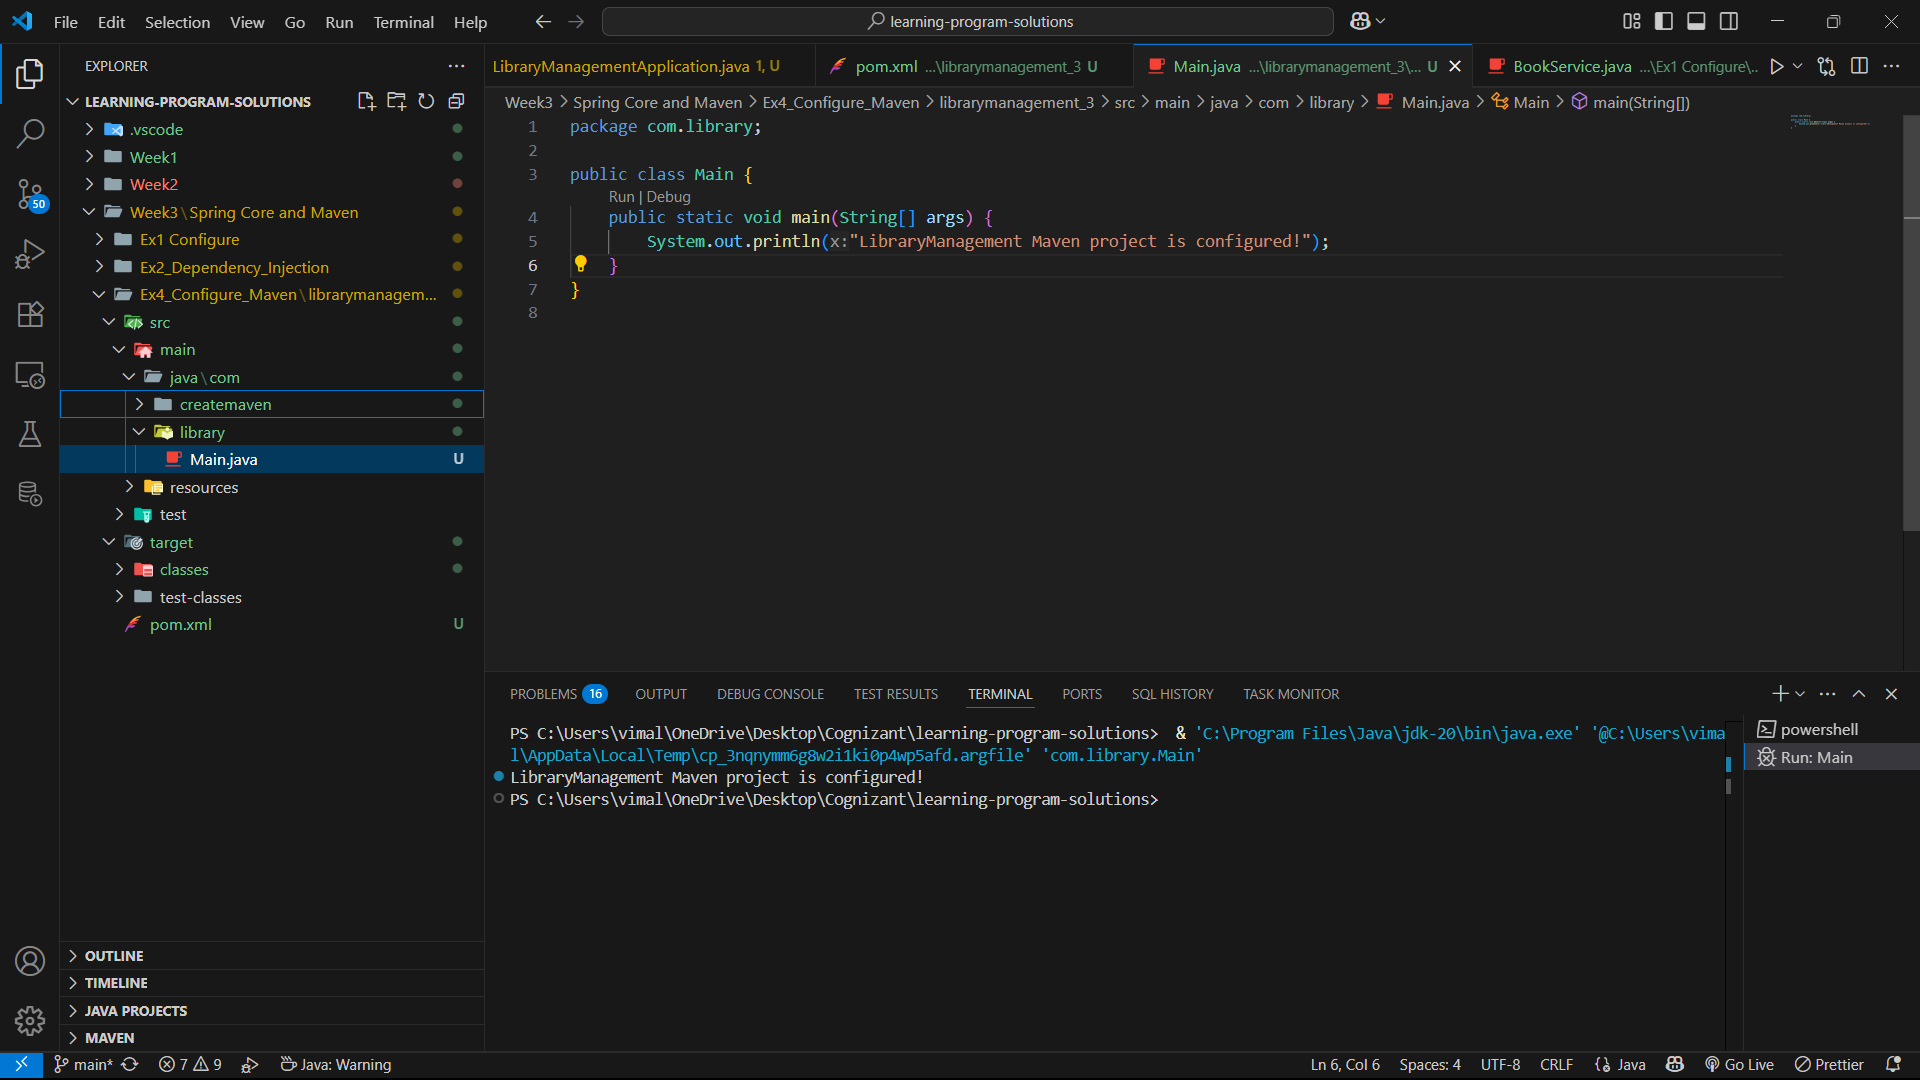 File Edit Selection View Go Run Terminal Help
learning-program-solutions
EXPLORER
LEARNING-PROGRAM-SOLUTIONS
.vscode
Week1
Week2
Week3\Spring Core and Maven
Ex1 Configure
Ex2_Dependency_Injection
Ex4_Configure_Maven\librarymanagem...
src
main
java\com
createmaven
library
Main.java U
resources
test
target
classes
test-classes
pom.xml U
OUTLINE
TIMELINE
JAVA PROJECTS
MAVEN
50
LibraryManagementApplication.java 1, U
pom.xml ...\librarymanagement_3 U
Main.java ...\librarymanagement_3\... U
BookService.java ...\Ex1 Configure\..
Week3 > Spring Core and Maven > Ex4_Configure_Maven > librarymanagement_3 > src > main > java > com > library > Main.java > Main > main(String[])
1 package com.library;
2
3 public class Main {
Run | Debug
4 public static void main(String[] args) {
5 System.out.println(x:"LibraryManagement Maven project is configured!");
6 }
7 }
8
PROBLEMS 16 OUTPUT DEBUG CONSOLE TEST RESULTS TERMINAL PORTS SQL HISTORY TASK MONITOR
PS C:\Users\vimal\OneDrive\Desktop\Cognizant\learning-program-solutions> & 'C:\Program Files\Java\jdk-20\bin\java.exe' '@C:\Users\vima
l\AppData\Local\Temp\cp_3nqnymm6g8w2i1ki0p4wp5afd.argfile' 'com.library.Main'
LibraryManagement Maven project is configured!
PS C:\Users\vimal\OneDrive\Desktop\Cognizant\learning-program-solutions>
powershell
Run: Main
main* 7 9 Java: Warning
Ln 6, Col 6 Spaces: 4 UTF-8 CRLF Java Go Live Prettier